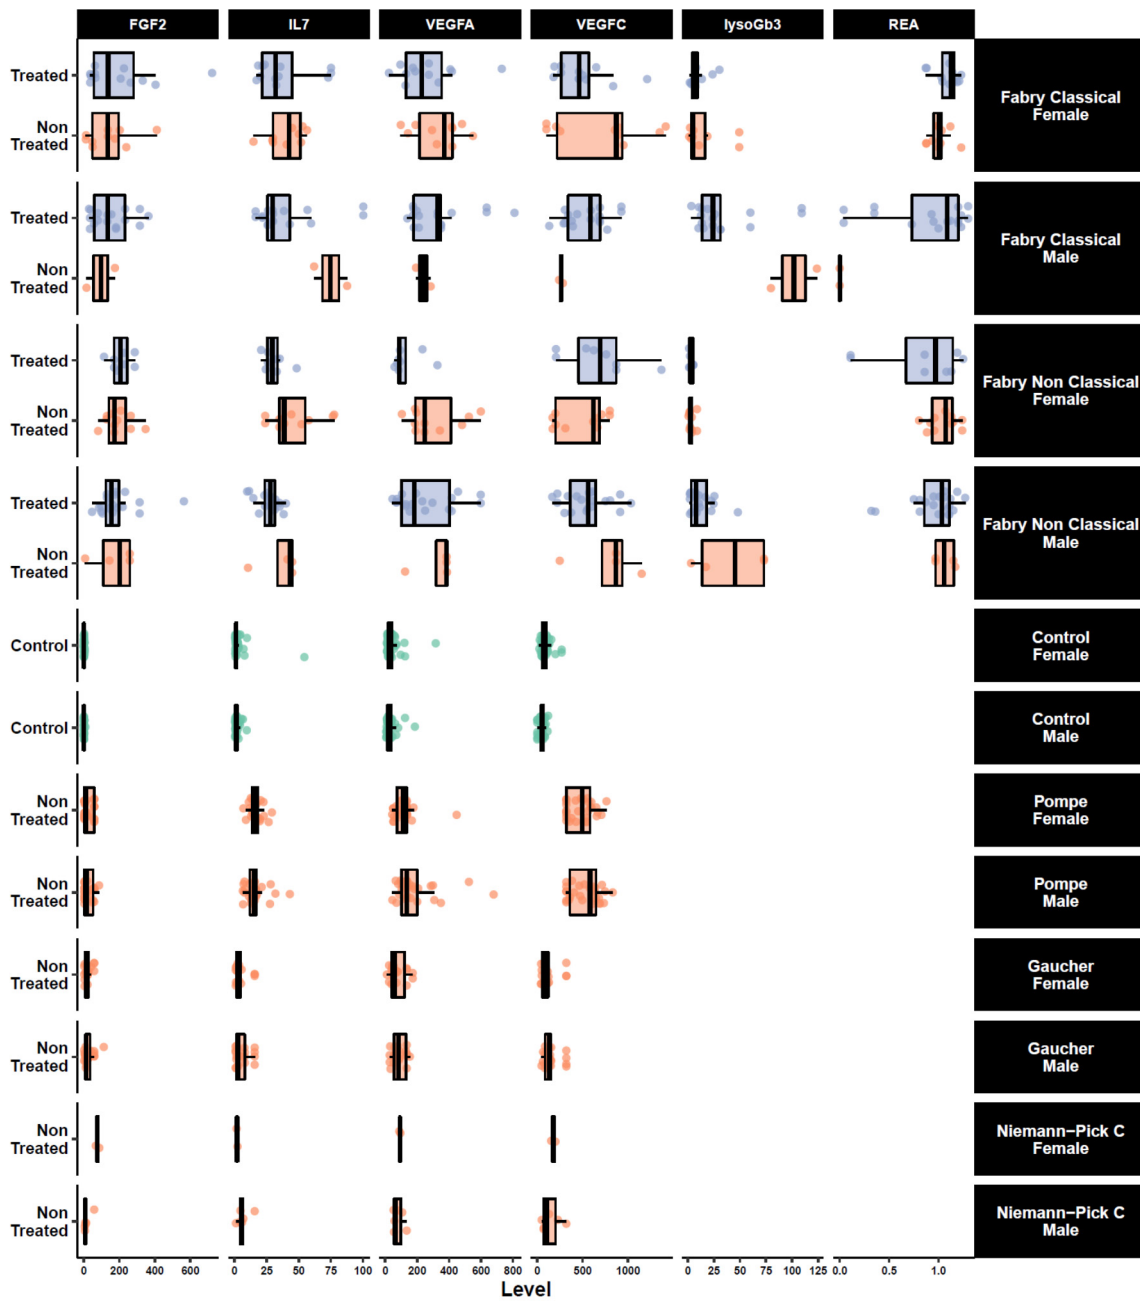 FGF2 IL7 VEGFA VEGFC lysoGb3 REA
Treated
Non
Treated
Fabry Classical
Female
Treated
Non
Treated
Fabry Classical
Male
Treated
Non
Treated
Fabry Non Classical
Female
Treated
Non
Treated
Fabry Non Classical
Male
Control
Control
Female
Control
Control
Male
Non
Treated
Pompe
Female
Non
Treated
Pompe
Male
Non
Treated
Gaucher
Female
Non
Treated
Gaucher
Male
Non
Treated
Niemann−Pick C
Female
Non
Treated
Niemann−Pick C
Male
0 200 400 600 0 25 50 75 100 0 200 400 600 800 0 500 1000 0 25 50 75 100 125 0.0 1.0
Level